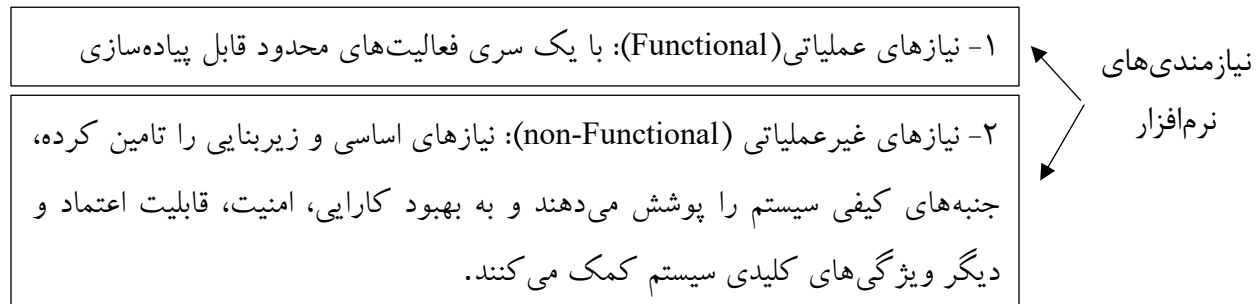 نیازمندی‌های
نرم‌افزار
۱- نیازهای عملیاتی(Functional): با یک سری فعالیت‌های محدود قابل پیاده‌سازی
۲- نیازهای غیرعملیاتی (non-Functional): نیازهای اساسی و زیربنایی را تامین کرده،
جنبه‌های کیفی سیستم را پوشش می‌دهند و به بهبود کارایی، امنیت، قابلیت اعتماد و
دیگر ویژگی‌های کلیدی سیستم کمک می‌کنند.